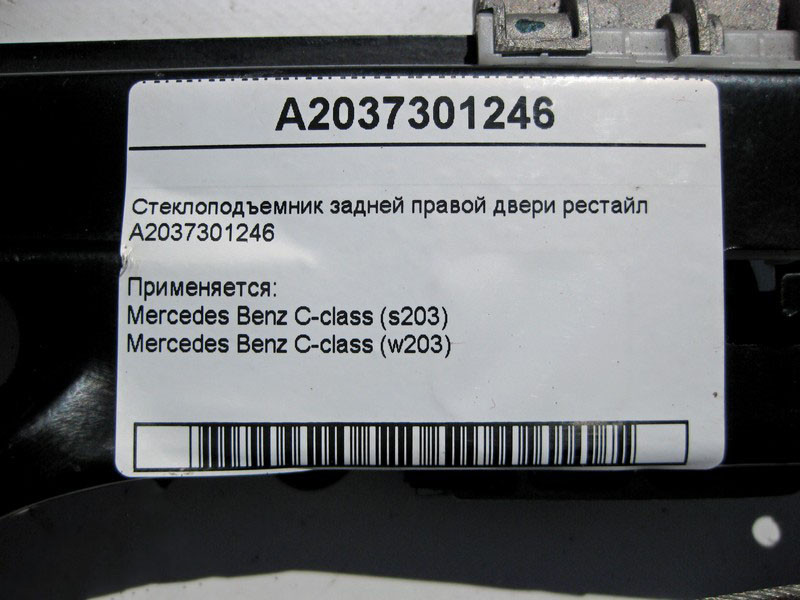 A2037301246
Стеклоподъемник задней правой двери рестайл
A2037301246
Применяется:
Mercedes Benz C-class (s203)
Mercedes Benz C-class (w203)